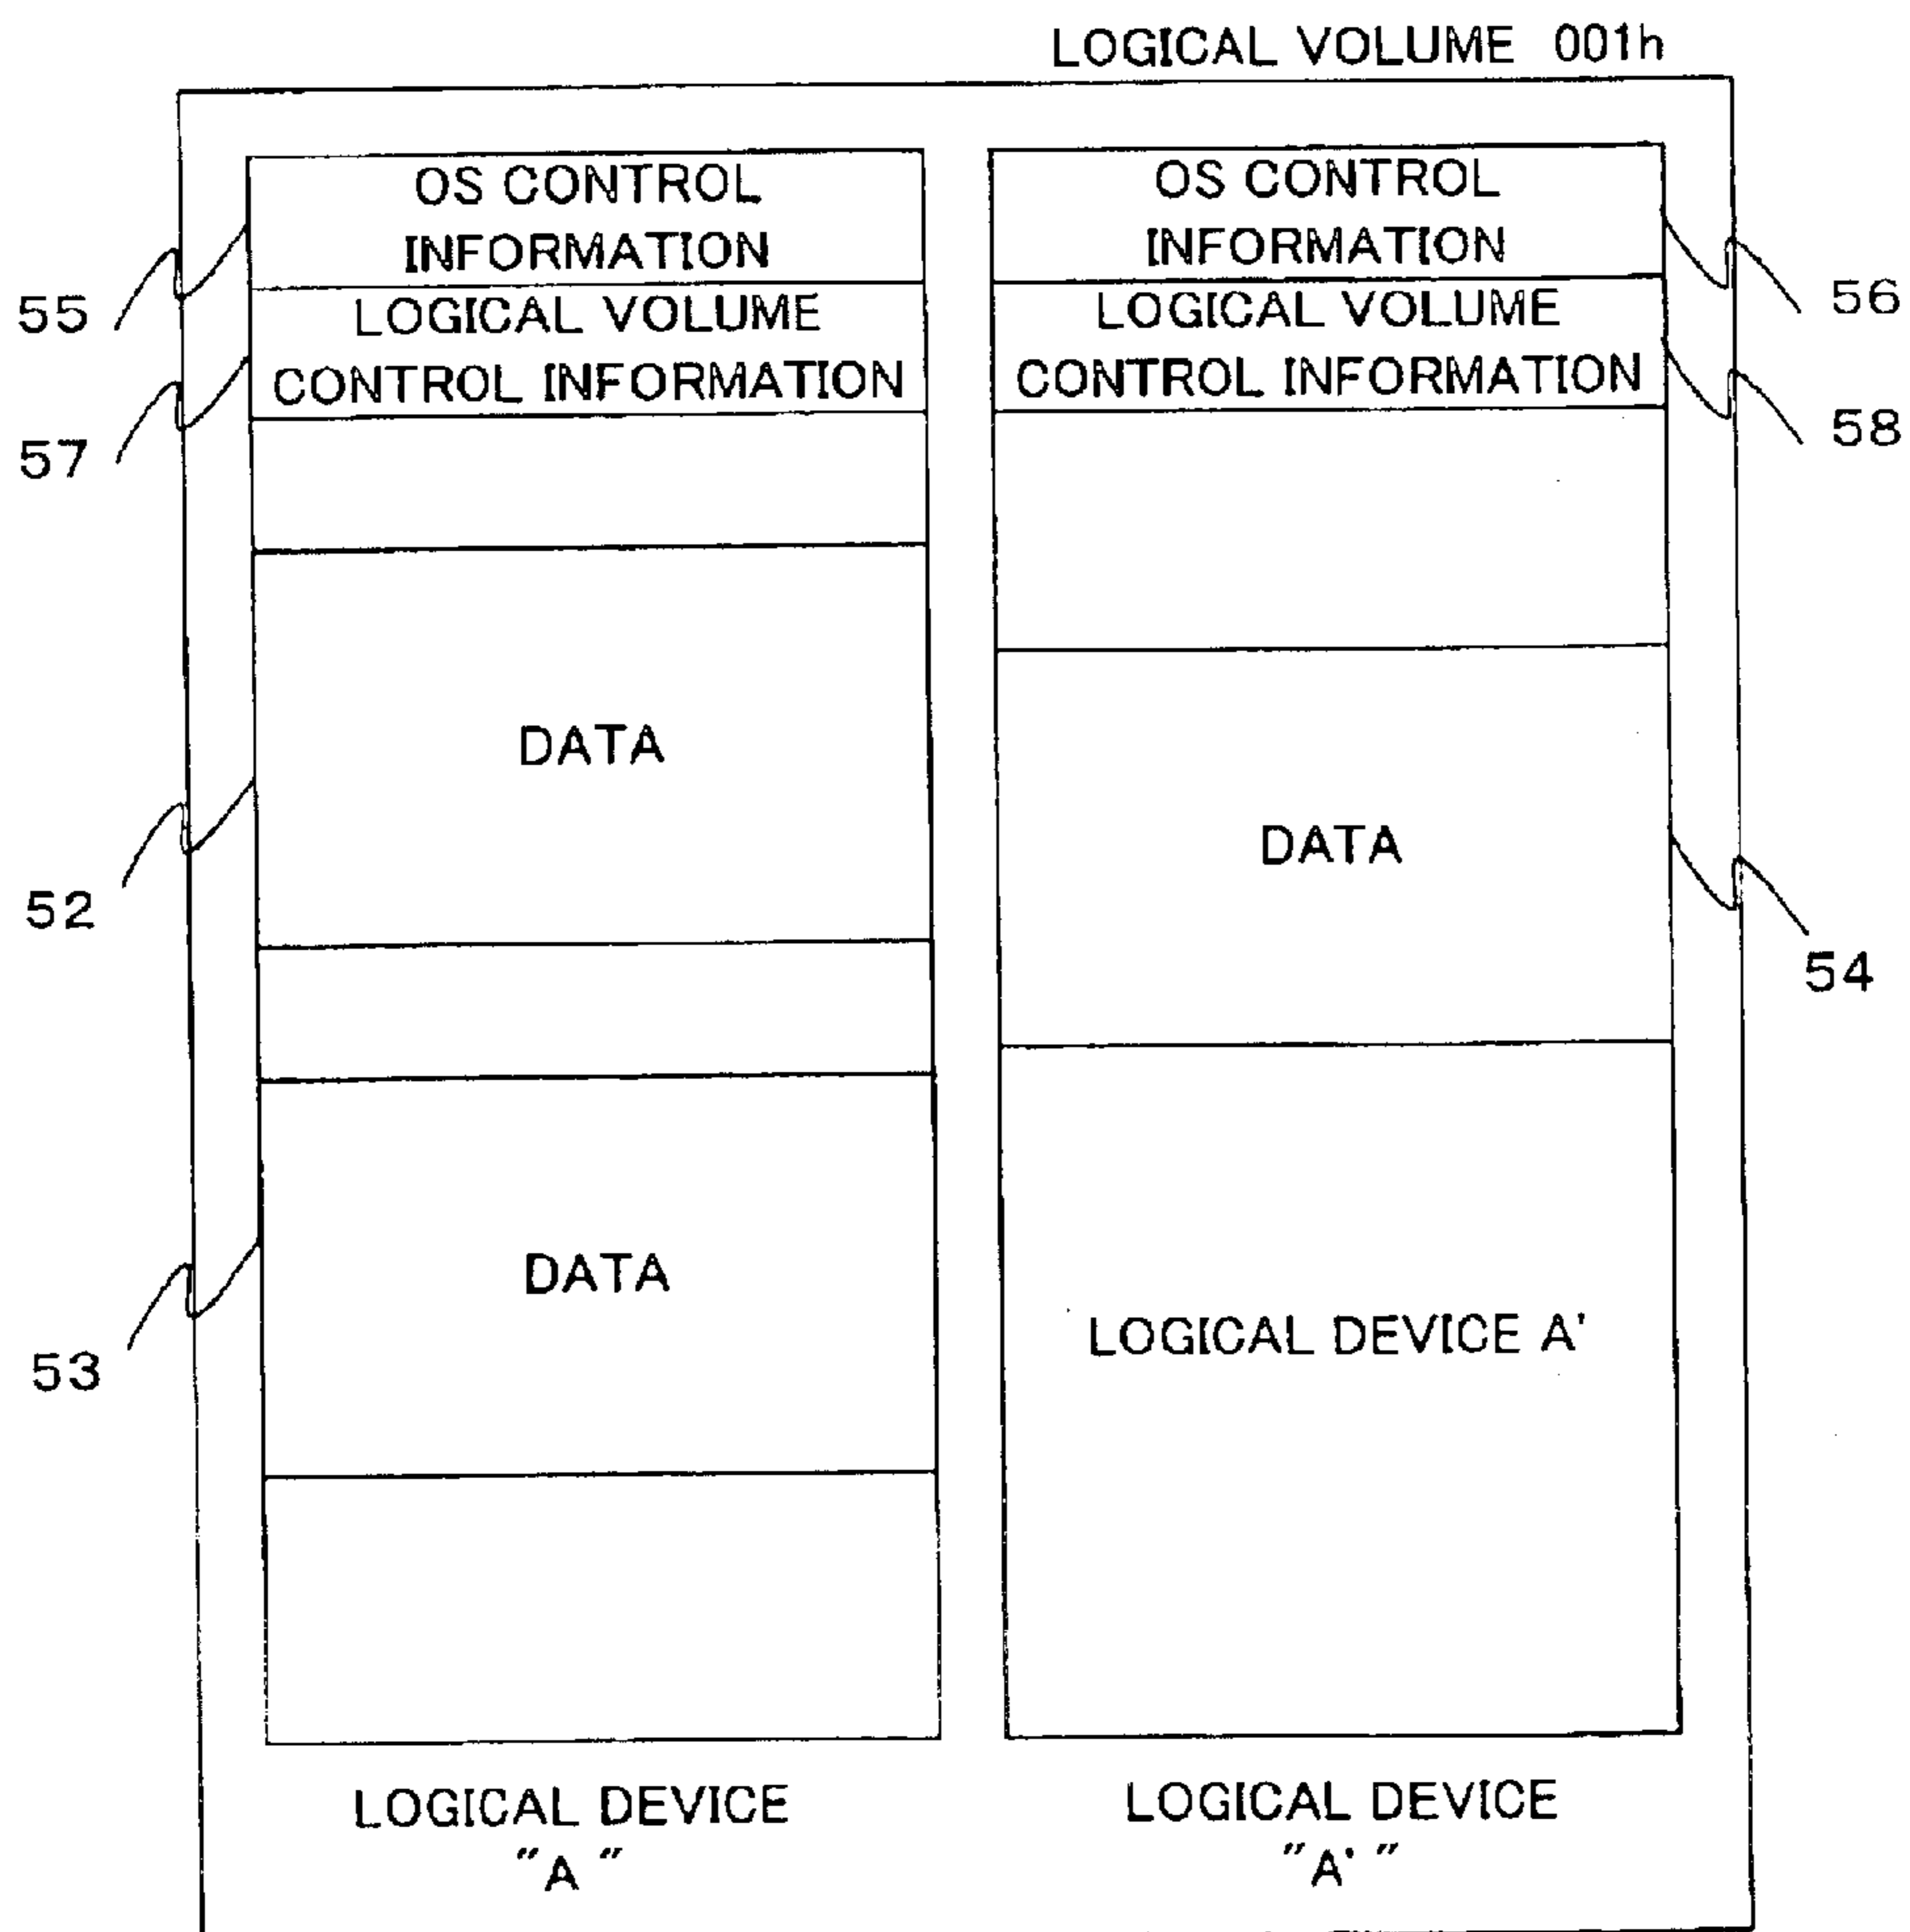 LOGICAL VOLUME 001h
OS CONTROL
INFORMATION
LOGICAL VOLUME
CONTROL INFORMATION
DATA
DATA
LOGICAL DEVICE
"A"
OS CONTROL
INFORMATION
LOGICAL VOLUME
CONTROL INFORMATION
DATA
LOGICAL DEVICE A'
LOGICAL DEVICE
"A'"
55
57
52
53
56
58
54